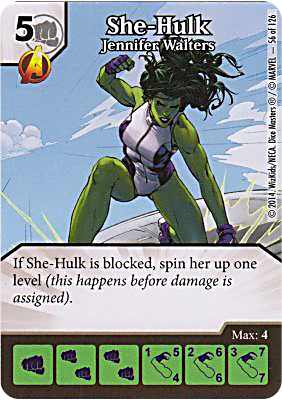 5
She-Hulk
Jennifer Walters
© 2014 WizKids/NECA. Dice Masters ® / © MARVEL — 56 of 126
If She-Hulk is blocked, spin her up one
level (this happens before damage is
assigned).
Max: 4
1 5 4 2 6 6 3 7 7